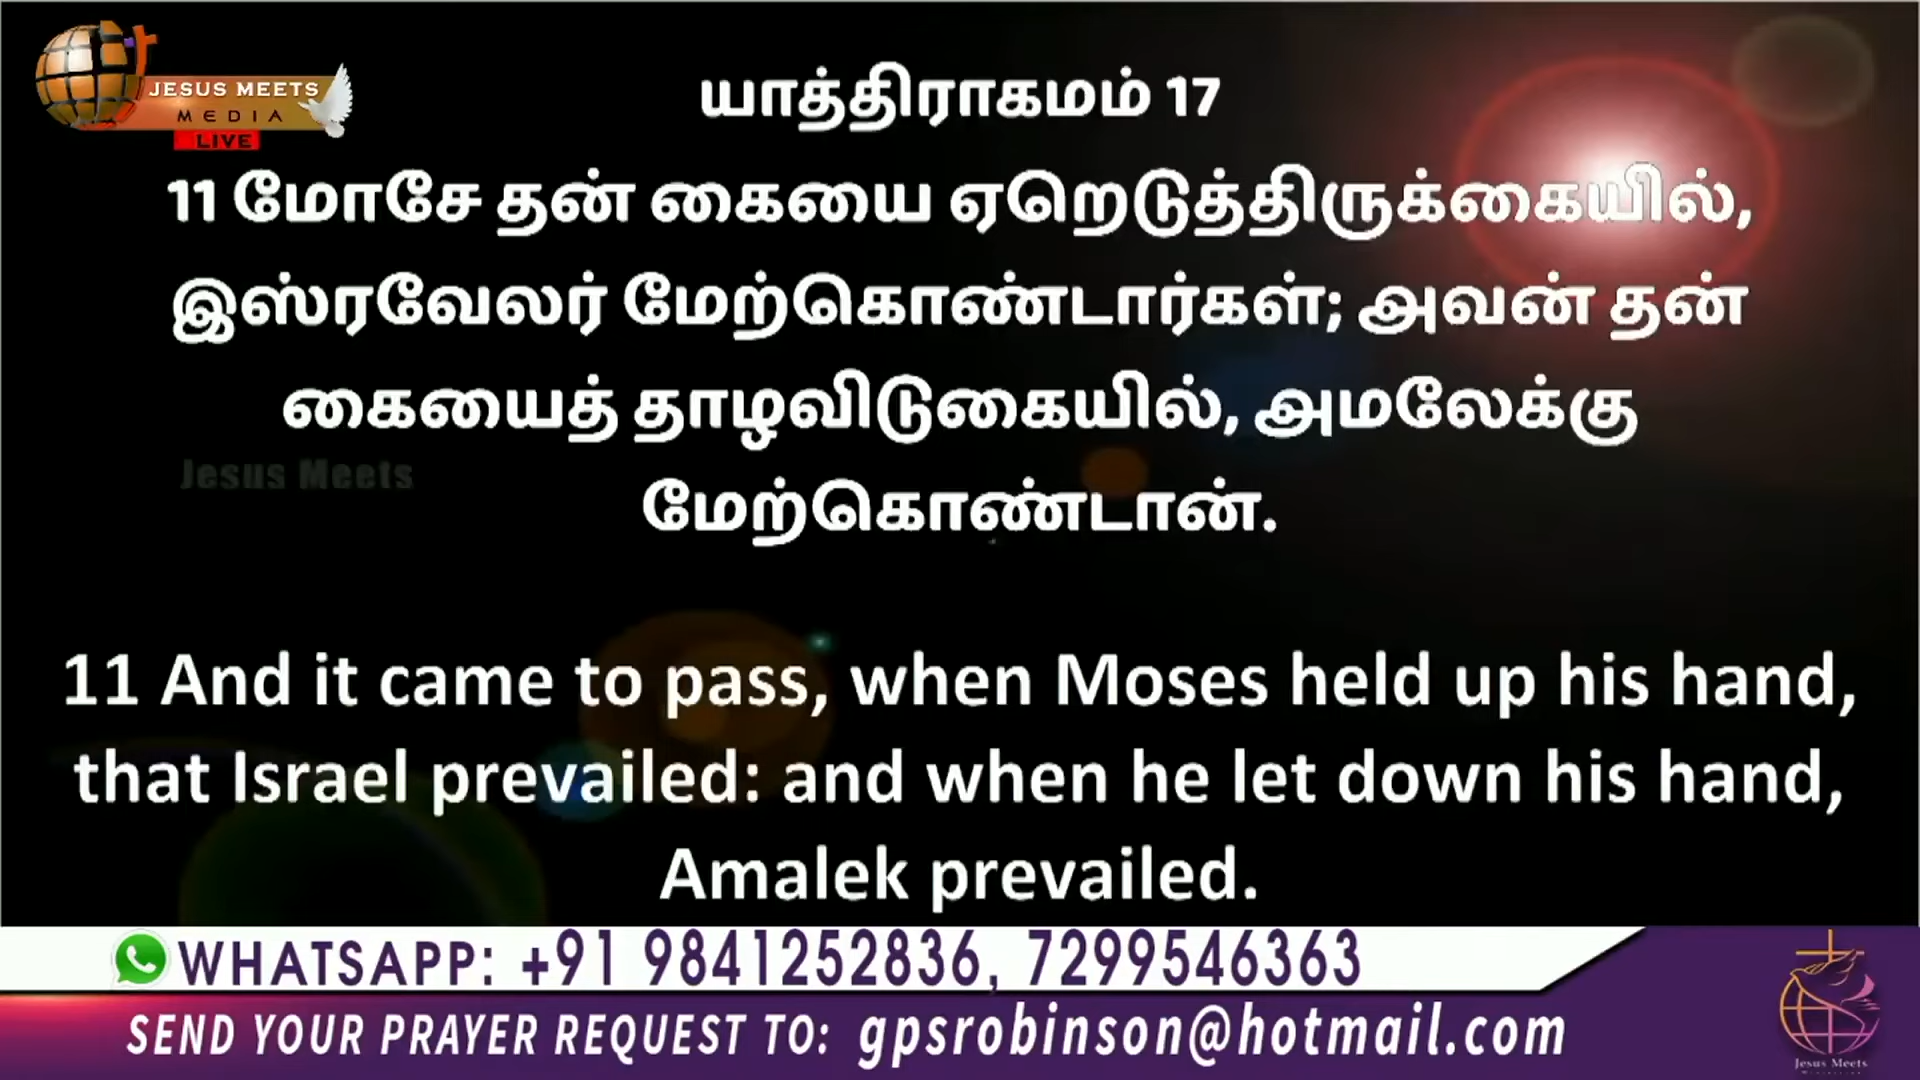 JESUS MEETS
MEDIA
LIVE
யாத்திராகமம் 17
11 மோசே தன் கையை ஏறெடுத்திருக்கையில்,
இஸ்ரவேலர் மேற்கொண்டார்கள்; அவன் தன்
கையைத் தாழவிடுகையில், அமலேக்கு
மேற்கொண்டான்.
Jesus Meets
11 And it came to pass, when Moses held up his hand,
that Israel prevailed: and when he let down his hand,
Amalek prevailed.
WHATSAPP: +91 9841252836, 7299546363
SEND YOUR PRAYER REQUEST TO: gpsrobinson@hotmail.com
Jesus Meets